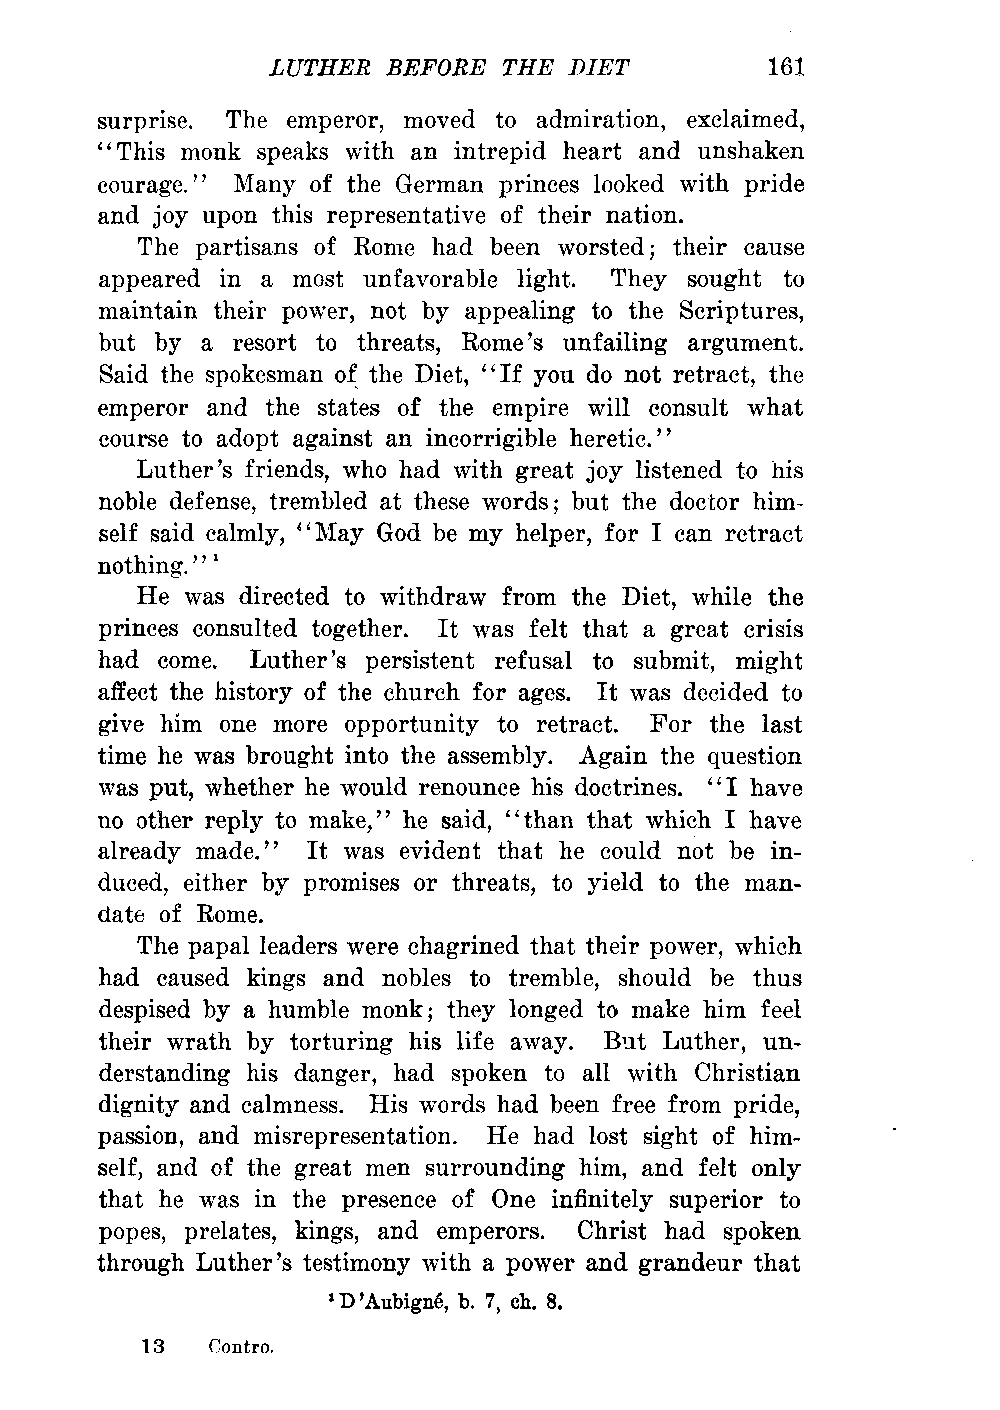 LUTHER BEFORE THE DIET 161
surprise. The emperor, moved to admiration, exclaimed,
"This monk speaks with an intrepid heart and unshaken
courage." Many of the German princes looked with pride
and joy upon this representative of their nation.
The partisans of Rome had been worsted; their cause
appeared in a most unfavorable light. They sought to
maintain their power, not by appealing to the Scriptures,
but by a resort to threats, Rome's unfailing argument.
Said the spokesman of the Diet, "If you do not retract, the
emperor and the states of the empire will consult what
course to adopt against an incorrigible heretic."
Luther's friends, who had with great joy listened to his
noble defense, trembled at these words; but the doctor him-
self said calmly, "May God be my helper, for I can retract
nothing."¹
He was directed to withdraw from the Diet, while the
princes consulted together. It was felt that a great crisis
had come. Luther's persistent refusal to submit, might
affect the history of the church for ages. It was decided to
give him one more opportunity to retract. For the last
time he was brought into the assembly. Again the question
was put, whether he would renounce his doctrines. "I have
no other reply to make," he said, "than that which I have
already made." It was evident that he could not be in-
duced, either by promises or threats, to yield to the man-
date of Rome.
The papal leaders were chagrined that their power, which
had caused kings and nobles to tremble, should be thus
despised by a humble monk; they longed to make him feel
their wrath by torturing his life away. But Luther, un-
derstanding his danger, had spoken to all with Christian
dignity and calmness. His words had been free from pride,
passion, and misrepresentation. He had lost sight of him-
self, and of the great men surrounding him, and felt only
that he was in the presence of One infinitely superior to
popes, prelates, kings, and emperors. Christ had spoken
through Luther's testimony with a power and grandeur that
¹D'Aubigné, b. 7, ch. 8.
13 Contro.